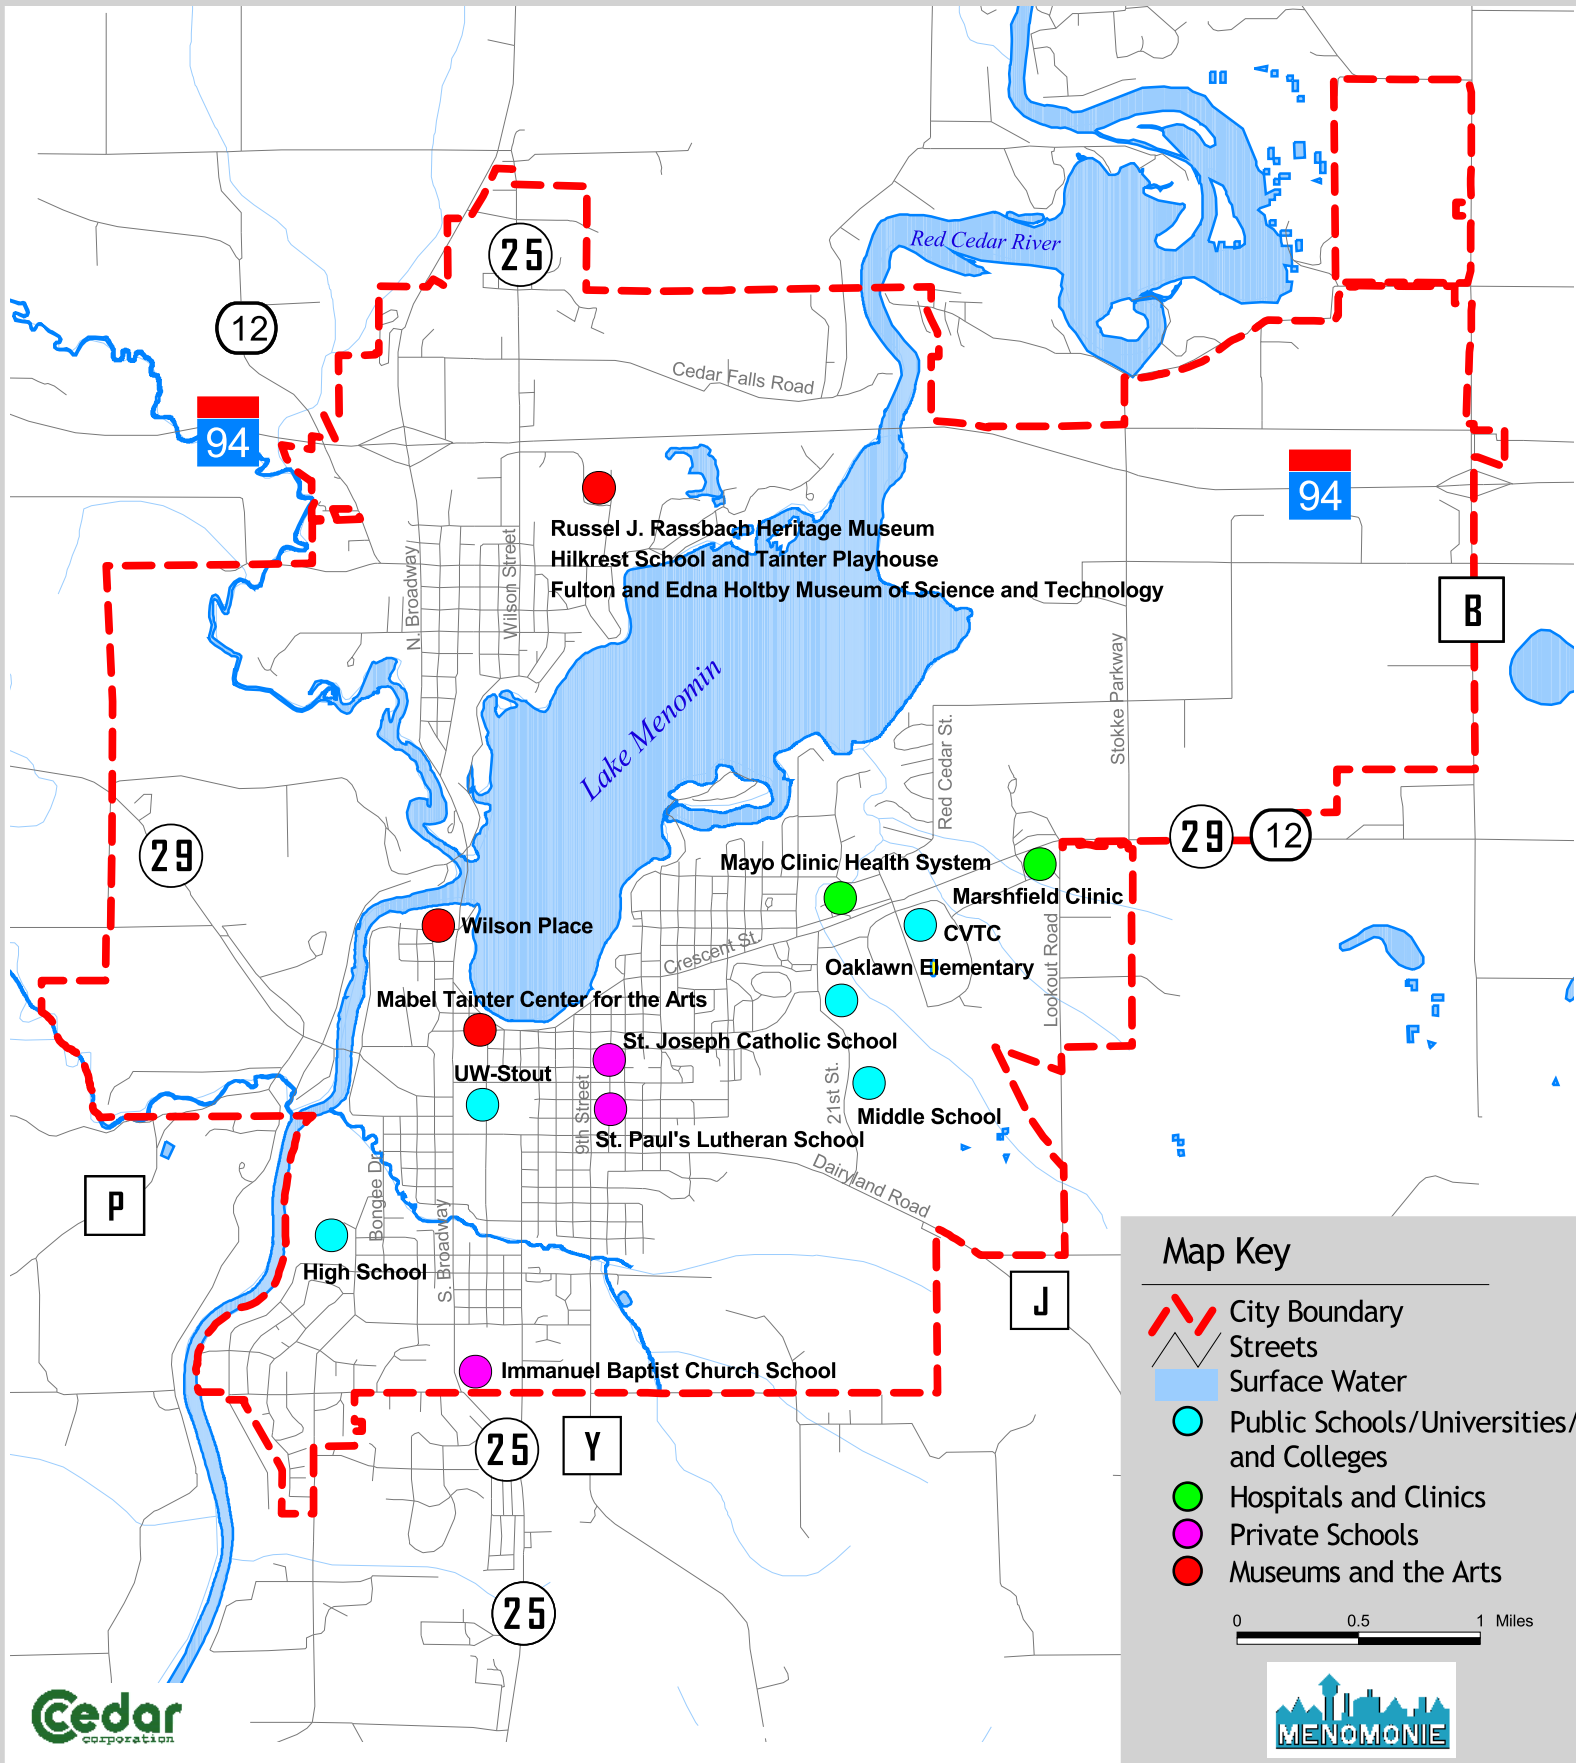 25
Red Cedar River
12
Cedar Falls Road
94
94
Russel J. Rassbach Heritage Museum
Hilkrest School and Tainter Playhouse
Fulton and Edna Holtby Museum of Science and Technology
N. Broadway
Wilson Street
B
Lake Menomin
Stokke Parkway
Red Cedar St.
29
29
12
Mayo Clinic Health System
Marshfield Clinic
Wilson Place
CVTC
Crescent St.
Oaklawn Elementary
Lookout Road
Mabel Tainter Center for the Arts
St. Joseph Catholic School
UW-Stout
9th Street
21st St.
Middle School
St. Paul's Lutheran School
Dairyland Road
P
Bongee Dr.
S. Broadway
High School
J
Immanuel Baptist Church School
25
Y
25
Map Key
City Boundary
Streets
Surface Water
Public Schools/Universities/
and Colleges
Hospitals and Clinics
Private Schools
Museums and the Arts
0 0.5 1 Miles
Cedar
corporation
MENOMONIE